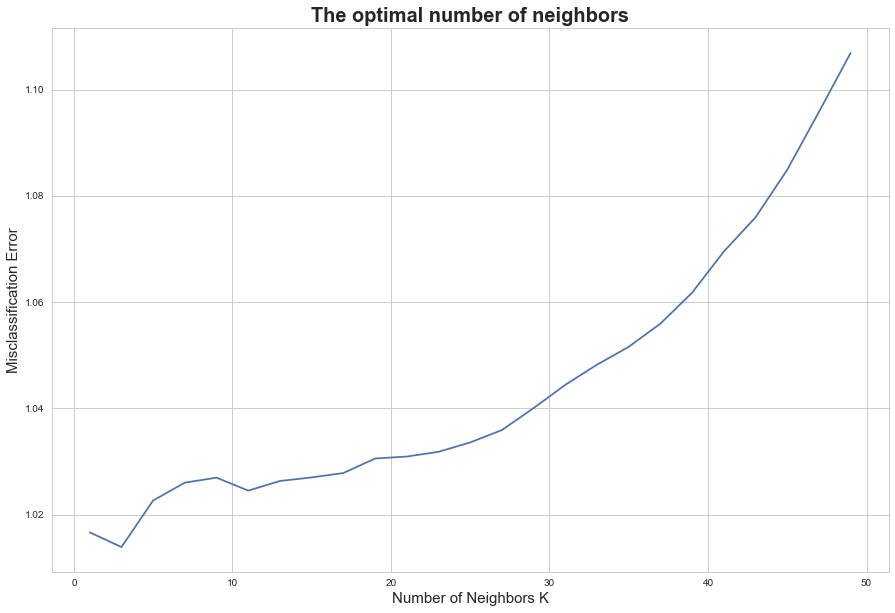 The optimal number of neighbors
Misclassification Error
1.10
1.08
1.06
1.04
1.02
0 10 20 30 40 50
Number of Neighbors K